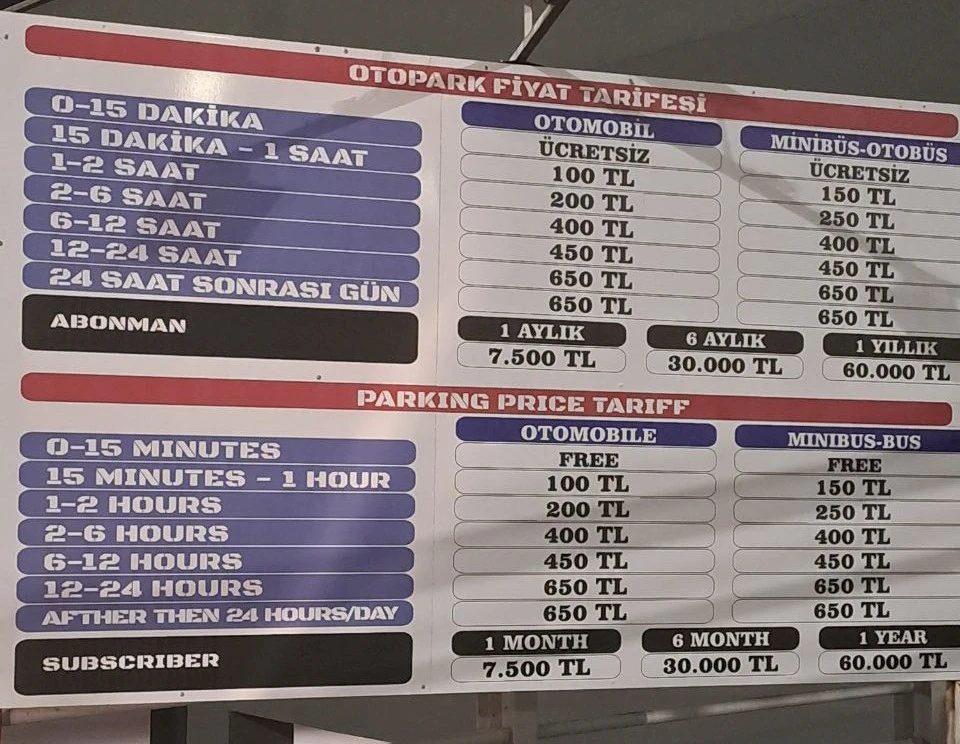 OTOPARK FİYAT TARİFESİ
OTOMOBİL MİNİBÜS-OTOBÜS
0-15 DAKİKA ÜCRETSİZ ÜCRETSİZ
15 DAKİKA - 1 SAAT 100 TL 150 TL
1-2 SAAT 200 TL 250 TL
2-6 SAAT 400 TL 400 TL
6-12 SAAT 450 TL 450 TL
12-24 SAAT 650 TL 650 TL
24 SAAT SONRASI GÜN 650 TL 650 TL
ABONMAN 1 AYLIK 6 AYLIK 1 YILLIK
7.500 TL 30.000 TL 60.000 TL
PARKING PRICE TARIFF
OTOMOBILE MINIBUS-BUS
0-15 MINUTES FREE FREE
15 MINUTES - 1 HOUR 100 TL 150 TL
1-2 HOURS 200 TL 250 TL
2-6 HOURS 400 TL 400 TL
6-12 HOURS 450 TL 450 TL
12-24 HOURS 650 TL 650 TL
AFTHER THEN 24 HOURS/DAY 650 TL 650 TL
SUBSCRIBER 1 MONTH 6 MONTH 1 YEAR
7.500 TL 30.000 TL 60.000 TL